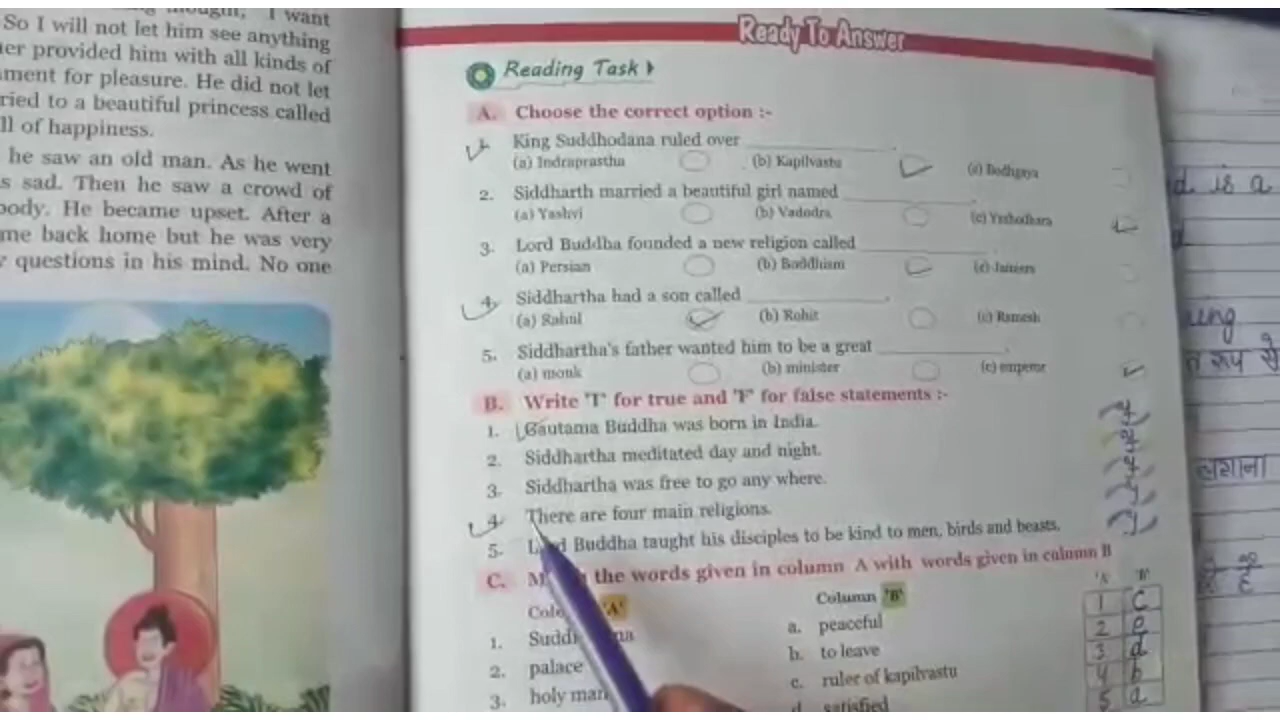 I want
So I will not let him see anything
er provided him with all kinds of
ment for pleasure. He did not let
ried to a beautiful princess called
ll of happiness.
he saw an old man. As he went
s sad. Then he saw a crowd of
body. He became upset. After a
me back home but he was very
questions in his mind. No one
Ready To Answer
Reading Task
A. Choose the correct option :-
King Suddhodana ruled over
(a) Indraprastha (b) Kapilvastu (c) Bodhgaya
2. Siddharth married a beautiful girl named
(a) Yashvi (b) Vadodra (c) Yashodhara
3. Lord Buddha founded a new religion called
(a) Persian (b) Buddhism (c) Jainism
4. Siddhartha had a son called
(a) Rahul (b) Rohit (c) Ramesh
5. Siddhartha's father wanted him to be a great
(a) monk (b) minister (c) emperor
B. Write 'T' for true and 'F' for false statements :-
1. Gautama Buddha was born in India.
2. Siddhartha meditated day and night.
3. Siddhartha was free to go any where.
4. There are four main religions.
5. Lord Buddha taught his disciples to be kind to men, birds and beasts.
C. the words given in column A with words given in column B
'A' Column 'B'
1. a. peaceful
2. palace b. to leave
3. holy man c. ruler of kapilvastu
d. satisfied
'A' 'B'
1 c
2 e
3 d
4 b
5 a
d is a
लगाना